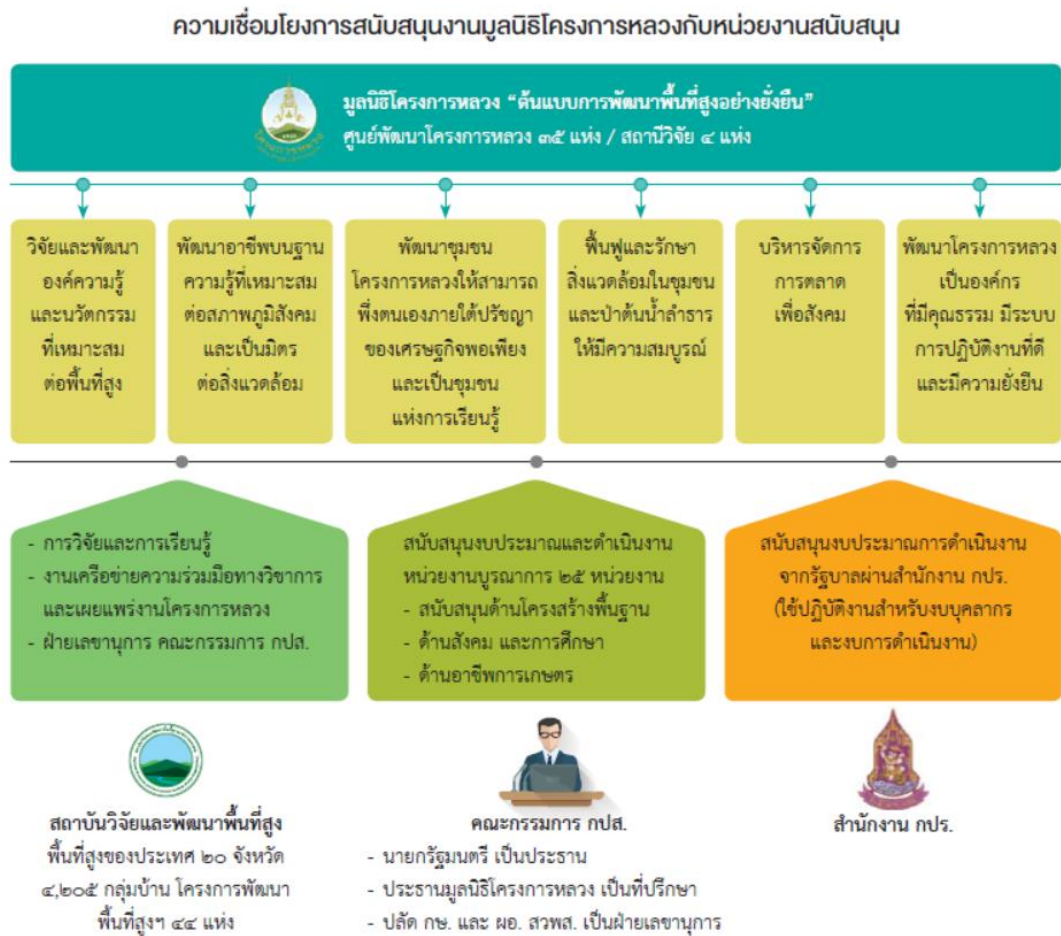 ความเชื่อมโยงการสนับสนุนงานมูลนิธิโครงการหลวงกับหน่วยงานสนับสนุน
มูลนิธิโครงการหลวง “ต้นแบบการพัฒนาพื้นที่สูงอย่างยั่งยืน”
ศูนย์พัฒนาโครงการหลวง ๓๕ แห่ง / สถานีวิจัย ๔ แห่ง
วิจัยและพัฒนา
องค์ความรู้
และนวัตกรรม
ที่เหมาะสม
ต่อพื้นที่สูง
พัฒนาอาชีพบนฐาน
ความรู้ที่เหมาะสม
ต่อสภาพภูมิสังคม
และเป็นมิตร
ต่อสิ่งแวดล้อม
พัฒนาชุมชน
โครงการหลวงให้สามารถ
พึ่งตนเองภายใต้ปรัชญา
ของเศรษฐกิจพอเพียง
และเป็นชุมชน
แห่งการเรียนรู้
ฟื้นฟูและรักษา
สิ่งแวดล้อมในชุมชน
และป่าต้นน้ำลำธาร
ให้มีความสมบูรณ์
บริหารจัดการ
การตลาด
เพื่อสังคม
พัฒนาโครงการหลวง
เป็นองค์กร
ที่มีคุณธรรม มีระบบ
การปฏิบัติงานที่ดี
และมีความยั่งยืน
- การวิจัยและการเรียนรู้
- งานเครือข่ายความร่วมมือทางวิชาการ
และเผยแพร่งานโครงการหลวง
- ฝ่ายเลขานุการ คณะกรรมการ กปส.
สนับสนุนงบประมาณและดำเนินงาน
หน่วยงานบูรณาการ ๒๕ หน่วยงาน
- สนับสนุนด้านโครงสร้างพื้นฐาน
- ด้านสังคม และการศึกษา
- ด้านอาชีพการเกษตร
สนับสนุนงบประมาณการดำเนินงาน
จากรัฐบาลผ่านสำนักงาน กปร.
(ใช้ปฏิบัติงานสำหรับงบบุคลากร
และงบการดำเนินงาน)
สถาบันวิจัยและพัฒนาพื้นที่สูง
พื้นที่สูงของประเทศ ๒๐ จังหวัด
๔,๒๐๕ กลุ่มบ้าน โครงการพัฒนา
พื้นที่สูงฯ ๔๔ แห่ง
คณะกรรมการ กปส.
- นายกรัฐมนตรี เป็นประธาน
- ประธานมูลนิธิโครงการหลวง เป็นที่ปรึกษา
- ปลัด กษ. และ ผอ. สวพส. เป็นฝ่ายเลขานุการ
สำนักงาน กปร.